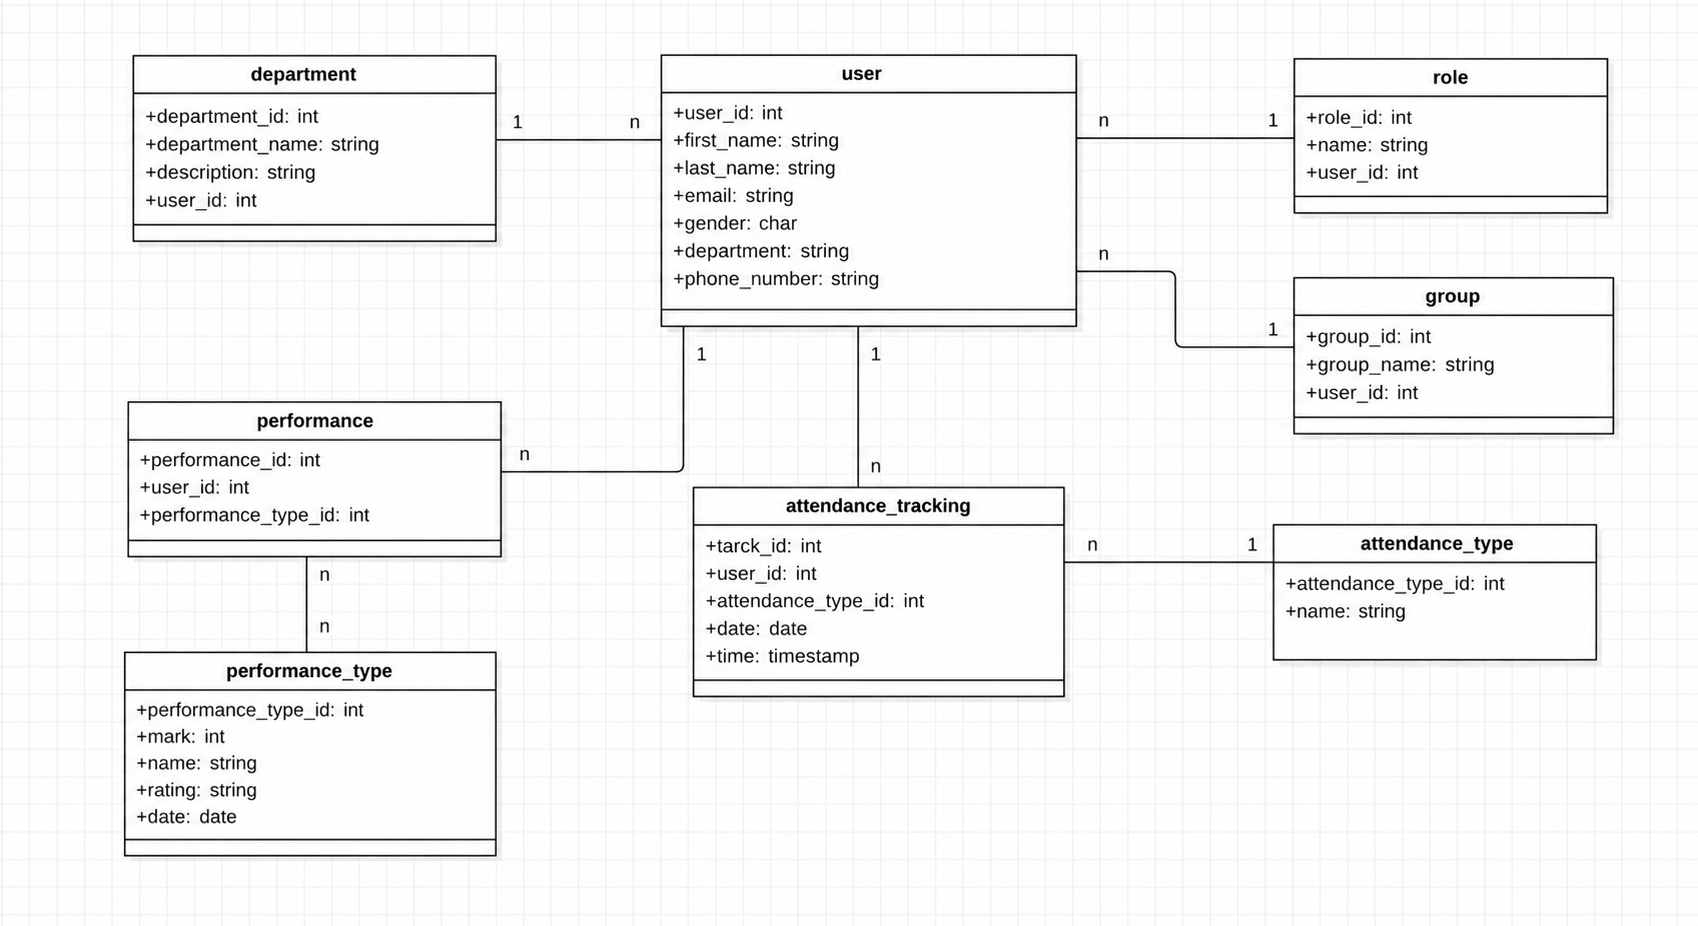 department
+department_id: int
+department_name: string
+description: string
+user_id: int
1
n
user
+user_id: int
+first_name: string
+last_name: string
+email: string
+gender: char
+department: string
+phone_number: string
n
1
role
+role_id: int
+name: string
+user_id: int
n
1
group
+group_id: int
+group_name: string
+user_id: int
1
n
performance
+performance_id: int
+user_id: int
+performance_type_id: int
n
n
performance_type
+performance_type_id: int
+mark: int
+name: string
+rating: string
+date: date
1
n
attendance_tracking
+tarck_id: int
+user_id: int
+attendance_type_id: int
+date: date
+time: timestamp
n
1
attendance_type
+attendance_type_id: int
+name: string